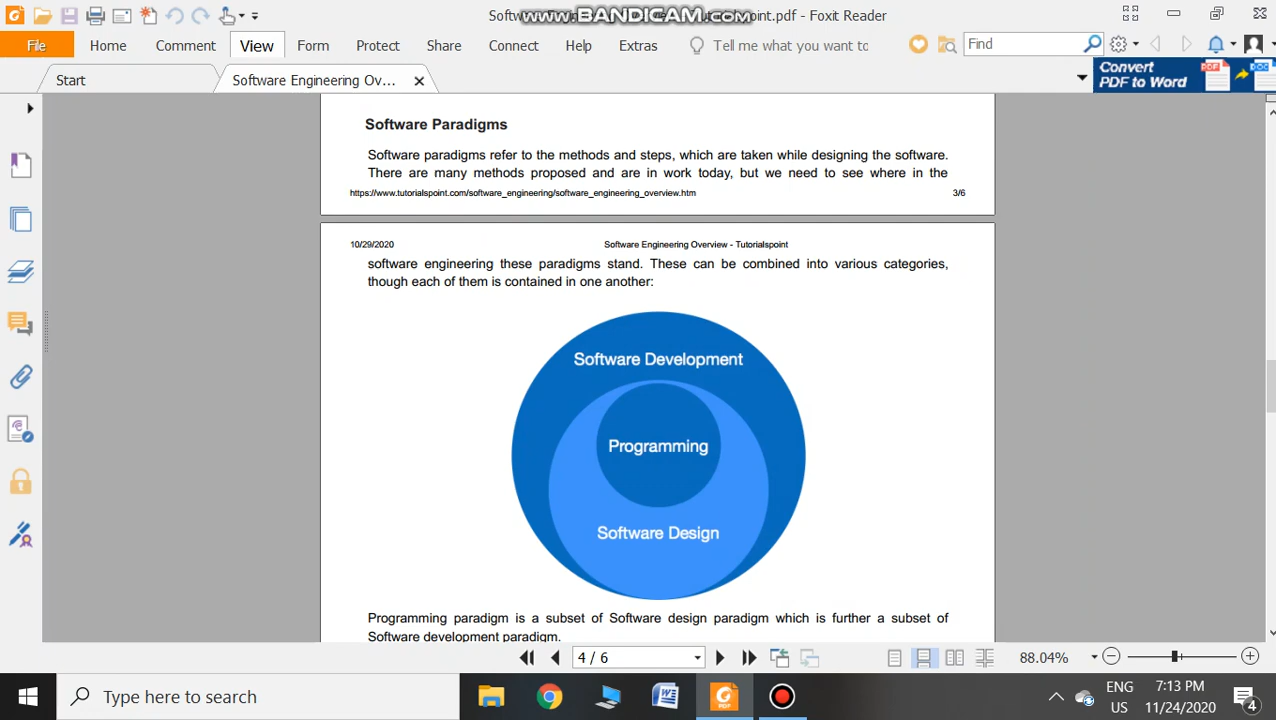 Software Engineering Overview - Tutorialspoint.pdf - Foxit Reader
www.BANDICAM.com
File Home Comment View Form Protect Share Connect Help Extras Tell me what you want to Find
Start Software Engineering Ov... Convert
PDF to Word
Software Paradigms
Software paradigms refer to the methods and steps, which are taken while designing the software.
There are many methods proposed and are in work today, but we need to see where in the
https://www.tutorialspoint.com/software_engineering/software_engineering_overview.htm 3/6
10/29/2020 Software Engineering Overview - Tutorialspoint
software engineering these paradigms stand. These can be combined into various categories,
though each of them is contained in one another:
Software Development
Programming
Software Design
Programming paradigm is a subset of Software design paradigm which is further a subset of
Software development paradigm.
4 / 6 88.04%
Type here to search ENG 7:13 PM
US 11/24/2020 4